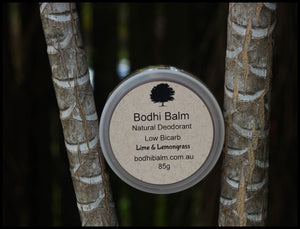 Bodhi Balm
Natural Deodorant
Low Bicarb
Lime & Lemongrass
bodhibalm.com.au
85g